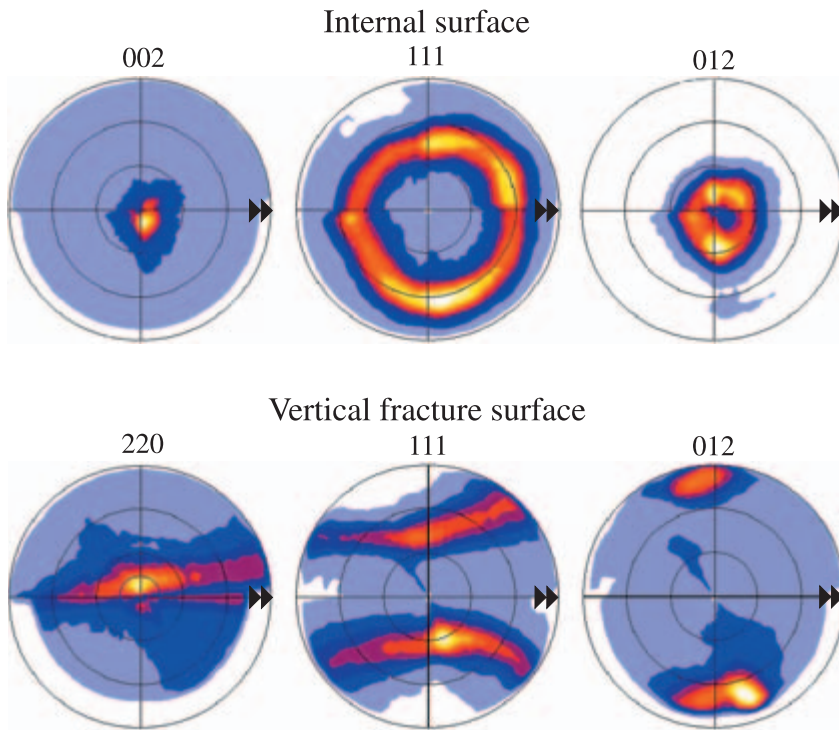 Internal surface
002 111 012
Vertical fracture surface
220 111 012